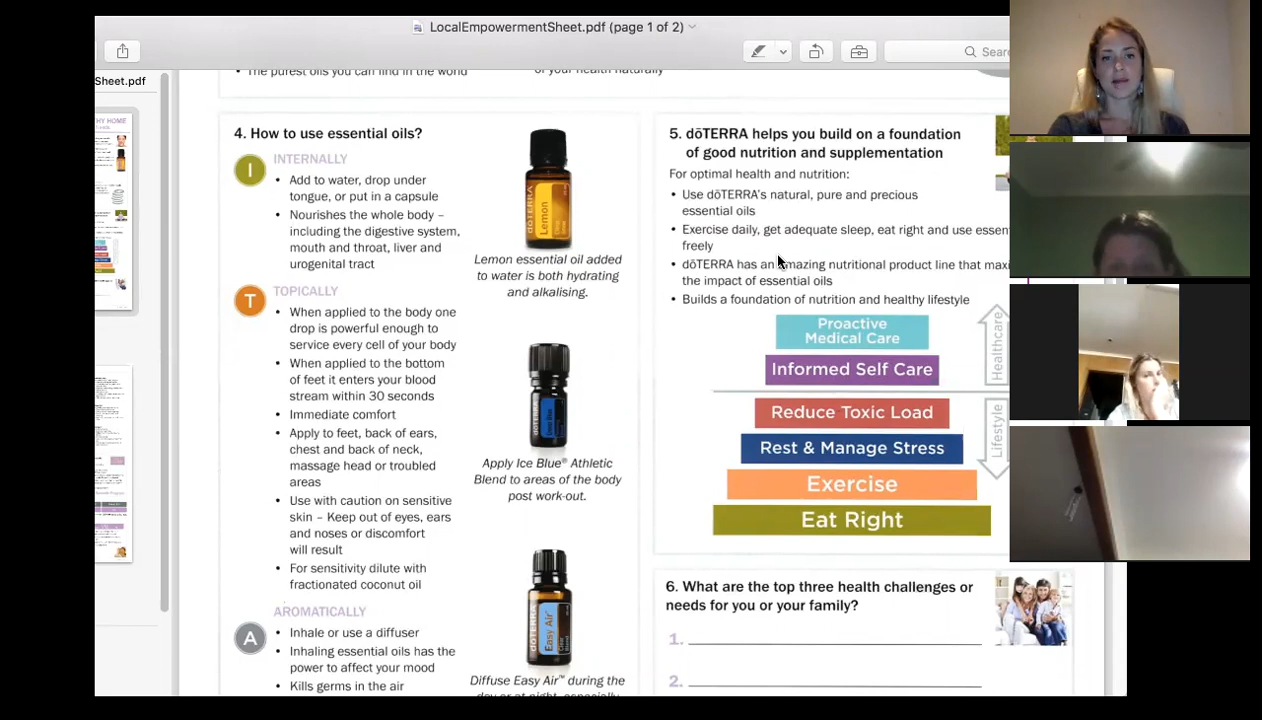 LocalEmpowermentSheet.pdf (page 1 of 2)
Sheet.pdf
The purest oils you can find in the world
of your health naturally
4. How to use essential oils?
I
INTERNALLY
• Add to water, drop under
tongue, or put in a capsule
• Nourishes the whole body –
including the digestive system,
mouth and throat, liver and
urogenital tract
dōTERRA
Lemon
Lemon essential oil added
to water is both hydrating
and alkalising.
T
TOPICALLY
• When applied to the body one
drop is powerful enough to
service every cell of your body
• When applied to the bottom
of feet it enters your blood
stream within 30 seconds
• Immediate comfort
• Apply to feet, back of ears,
chest and back of neck,
massage head or troubled
areas
• Use with caution on sensitive
skin – Keep out of eyes, ears
and noses or discomfort
will result
• For sensitivity dilute with
fractionated coconut oil
dōTERRA
Apply Ice Blue® Athletic
Blend to areas of the body
post work-out.
A
AROMATICALLY
• Inhale or use a diffuser
• Inhaling essential oils has the
power to affect your mood
• Kills germs in the air
dōTERRA
Easy Air
Diffuse Easy Air™ during the
day or at night, especially
5. dōTERRA helps you build on a foundation
of good nutrition and supplementation
For optimal health and nutrition:
• Use dōTERRA's natural, pure and precious
essential oils
• Exercise daily, get adequate sleep, eat right and use essen
freely
• dōTERRA has an amazing nutritional product line that maxi
the impact of essential oils
• Builds a foundation of nutrition and healthy lifestyle
Proactive
Medical Care
Informed Self Care
Healthcare
Reduce Toxic Load
Rest & Manage Stress
Exercise
Eat Right
Lifestyle
6. What are the top three health challenges or
needs for you or your family?
1.
2.
Sear